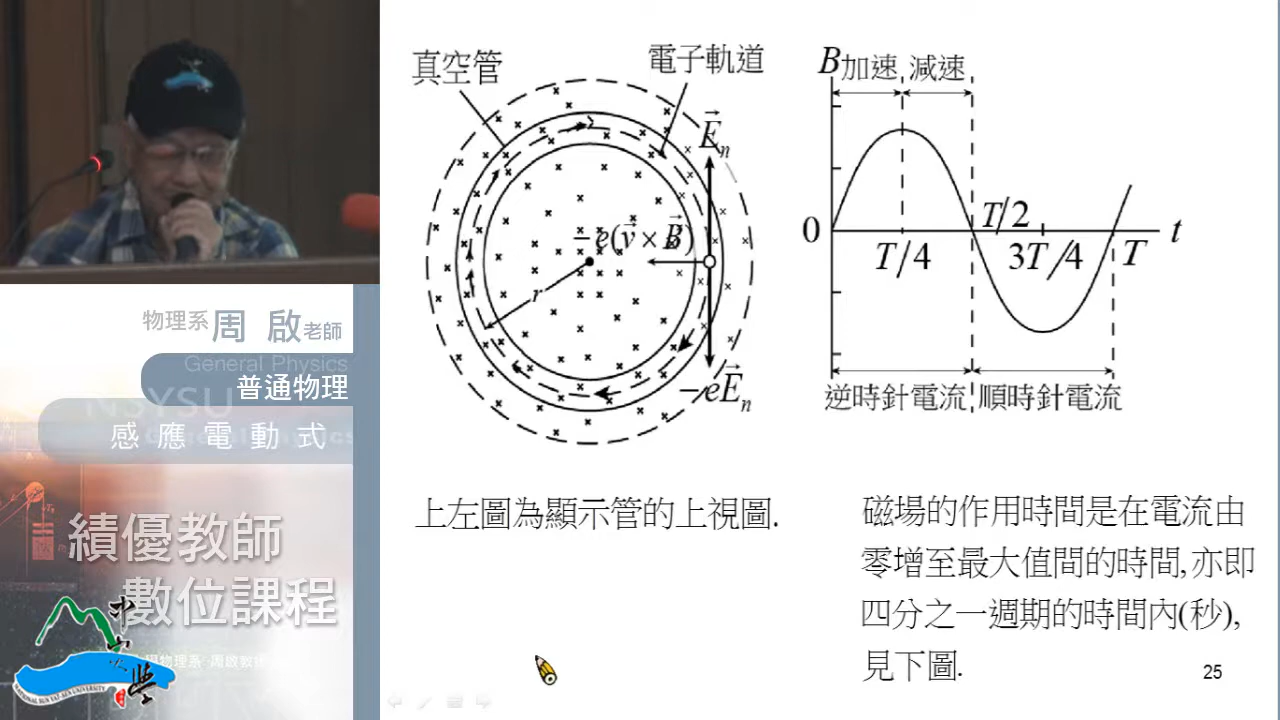 物理系周 啟老師
General Physics
普通物理
NSYSU
感 應 電 動 式
績優教師
數位課程
真空管
電子軌道
E_n
-e(v × B)
r
-eE_n
B 加速 減速
0
T/4
T/2
3T/4
T
t
逆時針電流 順時針電流
上左圖為顯示管的上視圖.
磁場的作用時間是在電流由
零增至最大值間的時間,亦即
四分之一週期的時間內(秒),
見下圖.
25